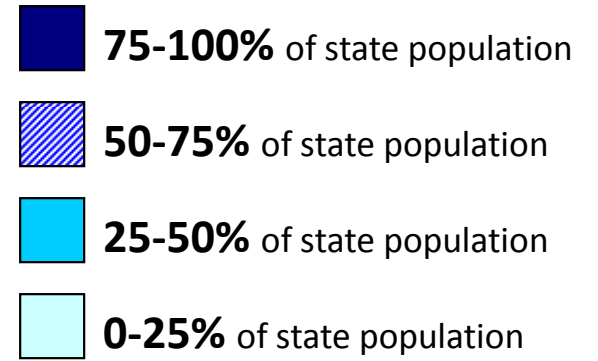 75-100% of state population
50-75% of state population
25-50% of state population
0-25% of state population